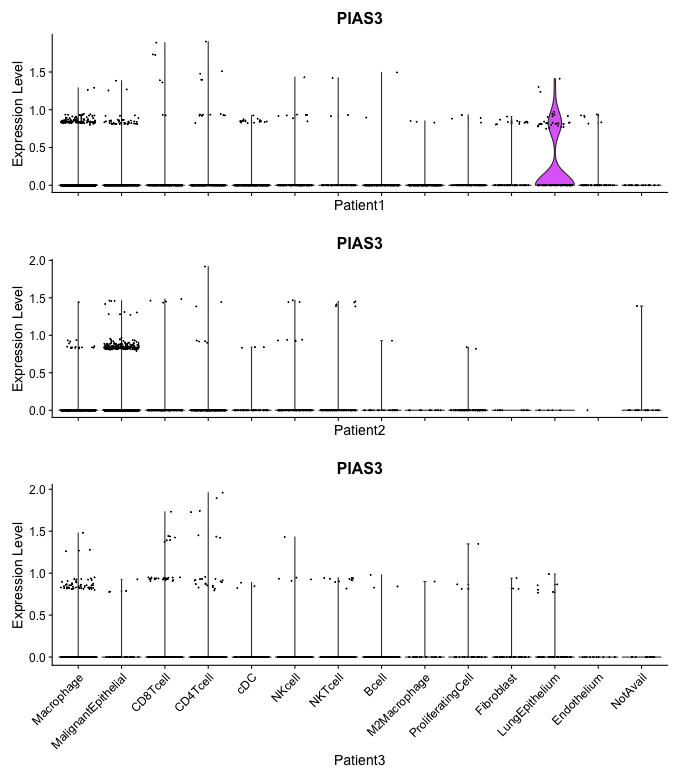 PIAS3
Expression Level
1.5
1.0
0.5
0.0
Patient1
PIAS3
Expression Level
2.0
1.5
1.0
0.5
0.0
Patient2
PIAS3
Expression Level
2.0
1.5
1.0
0.5
0.0
Macrophage
MalignantEpithelial
CD8Tcell
CD4Tcell
cDC
NKcell
NKTcell
Bcell
M2Macrophage
ProliferatingCell
Fibroblast
LungEpithelium
Endothelium
NotAvail
Patient3